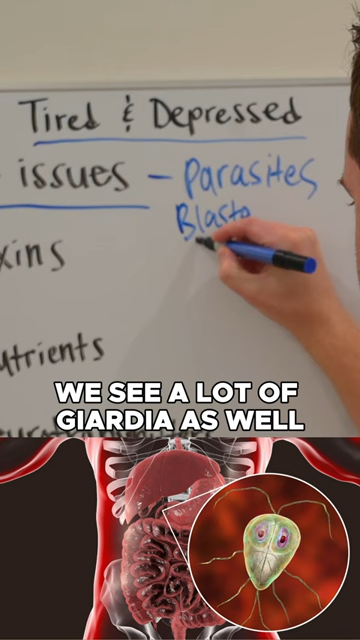 Tired & Depressed
issues - Parasites
Blasto
xins
utrients
WE SEE A LOT OF
GIARDIA AS WELL